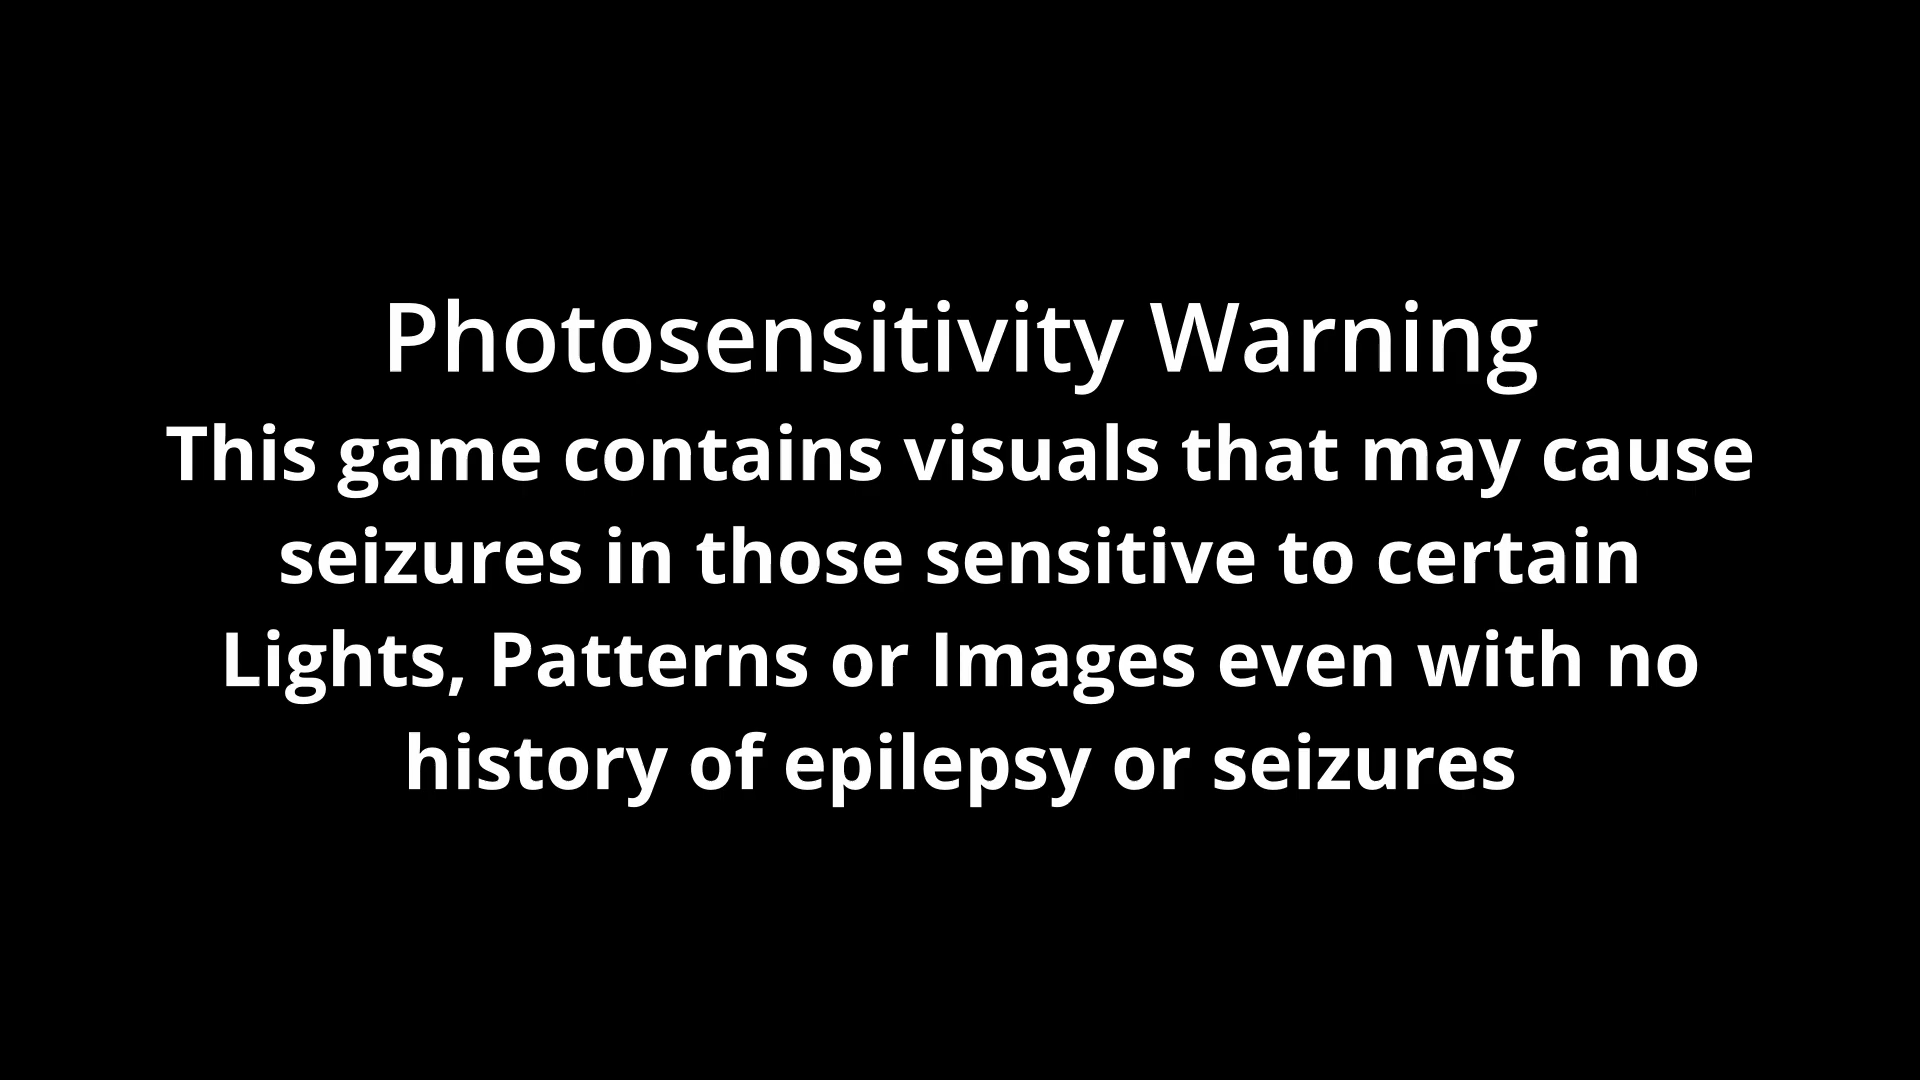 Photosensitivity Warning
This game contains visuals that may cause
seizures in those sensitive to certain
Lights, Patterns or Images even with no
history of epilepsy or seizures